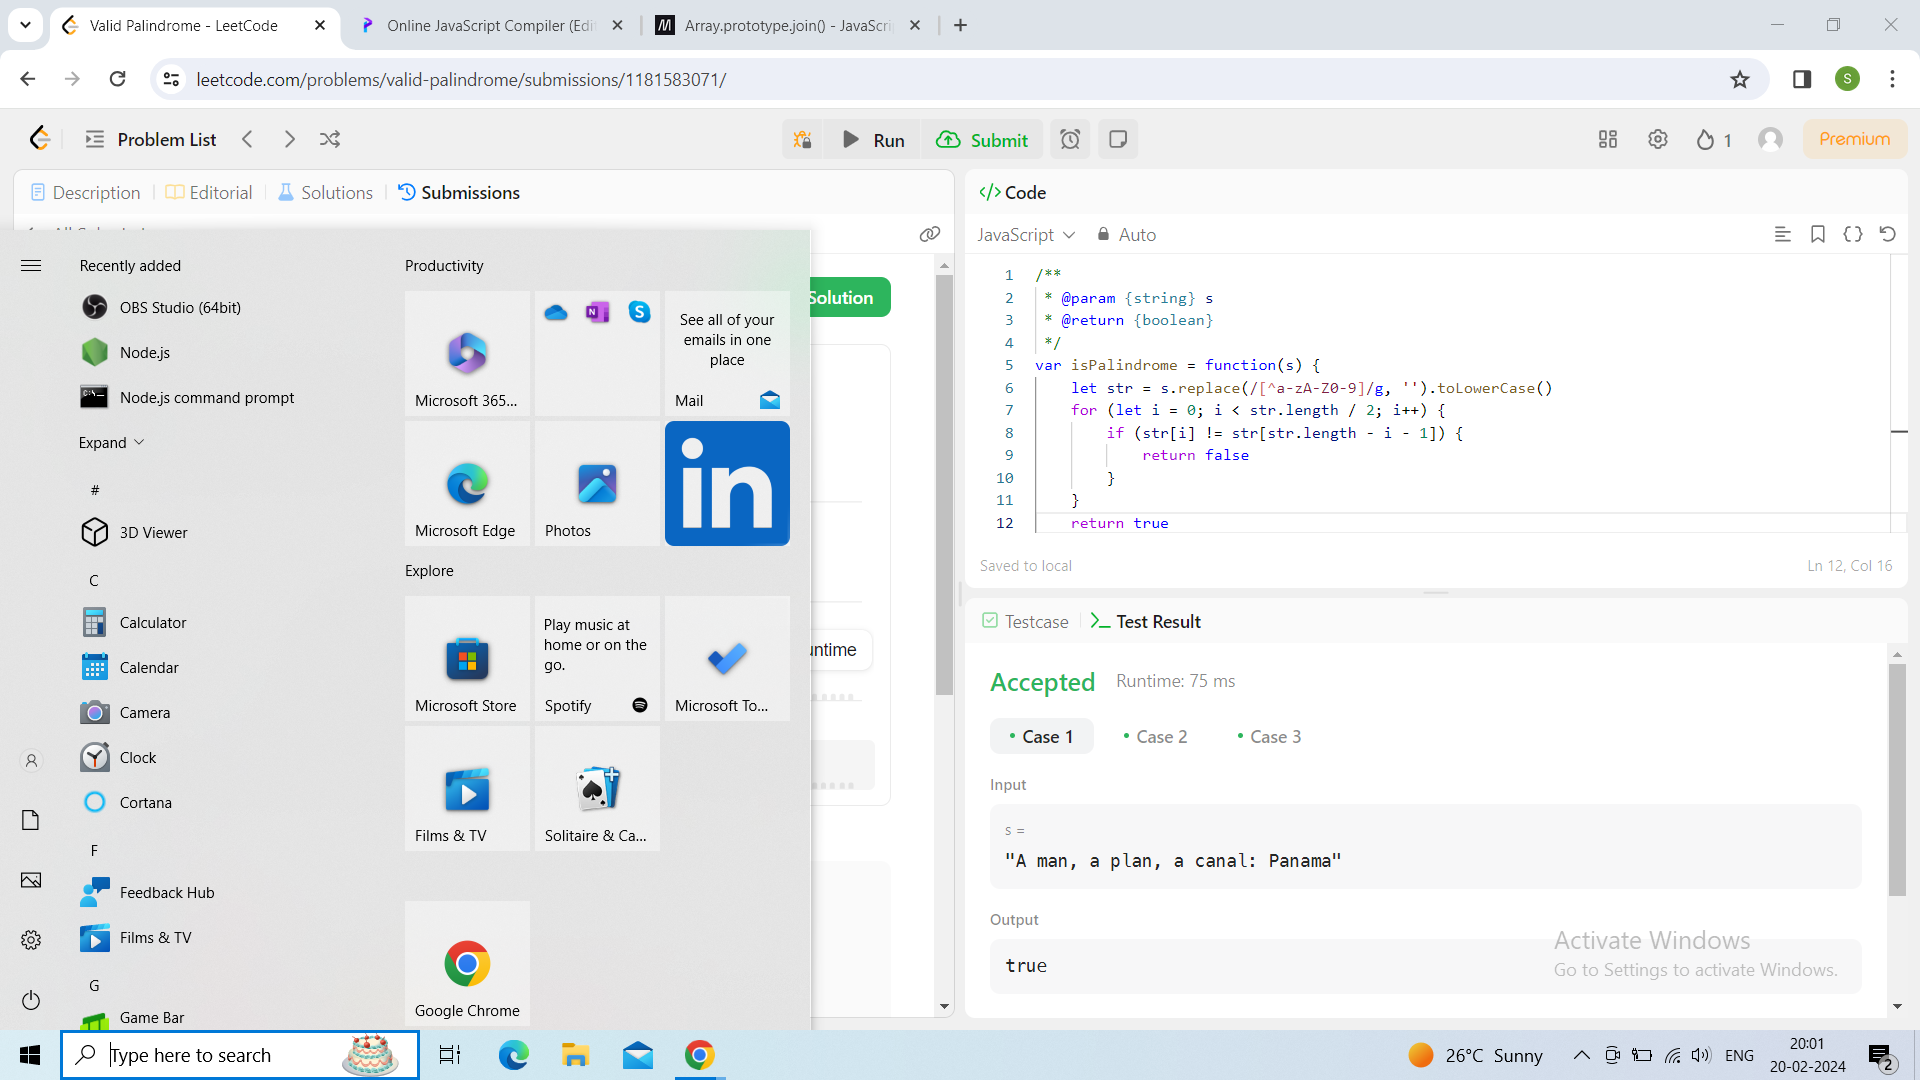 Valid Palindrome - LeetCode
Online JavaScript Compiler (Edi
Array.prototype.join() - JavaScri
leetcode.com/problems/valid-palindrome/submissions/1181583071/
S
Problem List
Run
Submit
1
Premium
Description
Editorial
Solutions
Submissions
Code
JavaScript
Auto
Recently added
OBS Studio (64bit)
Node.js
Node.js command prompt
Expand
#
3D Viewer
C
Calculator
Calendar
Camera
Clock
Cortana
F
Feedback Hub
Films & TV
G
Game Bar
Productivity
Microsoft 365...
See all of your
emails in one
place
Mail
Microsoft Edge
Photos
in
Explore
Microsoft Store
Play music at
home or on the
go.
Spotify
Microsoft To...
Films & TV
Solitaire & Ca...
Google Chrome
Solution
untime
1 /**
2 * @param {string} s
3 * @return {boolean}
4 */
5 var isPalindrome = function(s) {
6 let str = s.replace(/[^a-zA-Z0-9]/g, '').toLowerCase()
7 for (let i = 0; i < str.length / 2; i++) {
8 if (str[i] != str[str.length - i - 1]) {
9 return false
10 }
11 }
12 return true
Saved to local
Ln 12, Col 16
Testcase
Test Result
Accepted
Runtime: 75 ms
Case 1
Case 2
Case 3
Input
s =
"A man, a plan, a canal: Panama"
Output
true
Activate Windows
Go to Settings to activate Windows.
Type here to search
26°C Sunny
ENG
20:01
20-02-2024
2